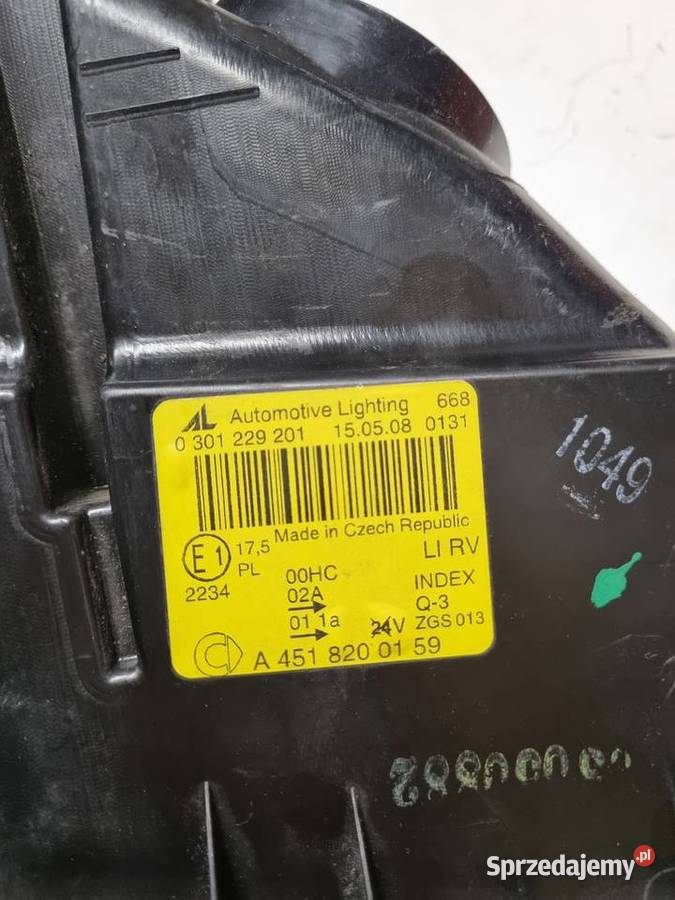 AL Automotive Lighting 668
0 301 229 201 15.05.08 0131
Made in Czech Republic
E1 17,5
PL
2234
00HC
02A
01 1a
24V
LI RV
INDEX
Q-3
ZGS 013
A 451 820 01 59
1049
Sprzedajemy.pl